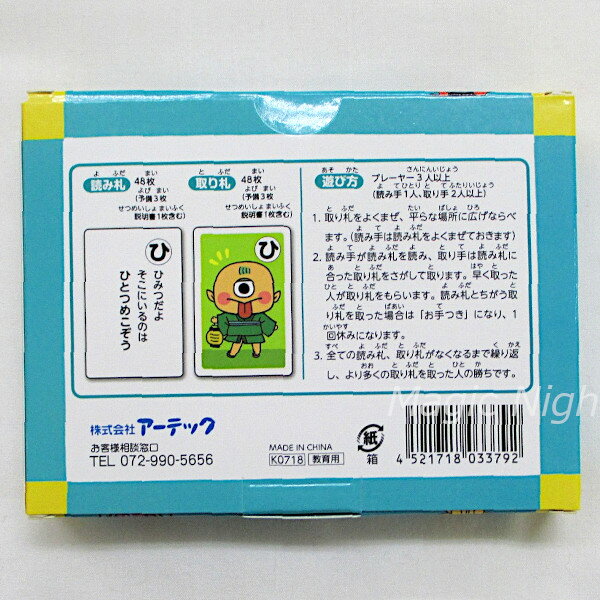 読み札 48枚
(予備3枚
説明書1枚含む)
取り札 48枚
(予備3枚
説明書1枚含む)
ひ
ひみつだよ
そこにいるのは
ひとつめこぞう
ひ
遊び方 プレーヤー3人以上
(読み手1人、取り手2人以上)
1. 取り札をよくまぜ、平らな場所に広げならべ
ます。(読み手は読み札をよくまぜておきます)
2. 読み手が読み札を読み、取り手は読み札に
合った取り札をさがして取ります。早く取った
人が取り札をもらいます。読み札とちがう取
り札を取った場合は「お手つき」になり、1
回休みになります。
3. 全ての読み札、取り札がなくなるまで繰り返
し、より多くの取り札を取った人の勝ちです。
株式会社 アーテック
お客様相談窓口
TEL 072-990-5656
MADE IN CHINA
K0718 教育用
紙
箱
4 521718 033792
Magic Nigh